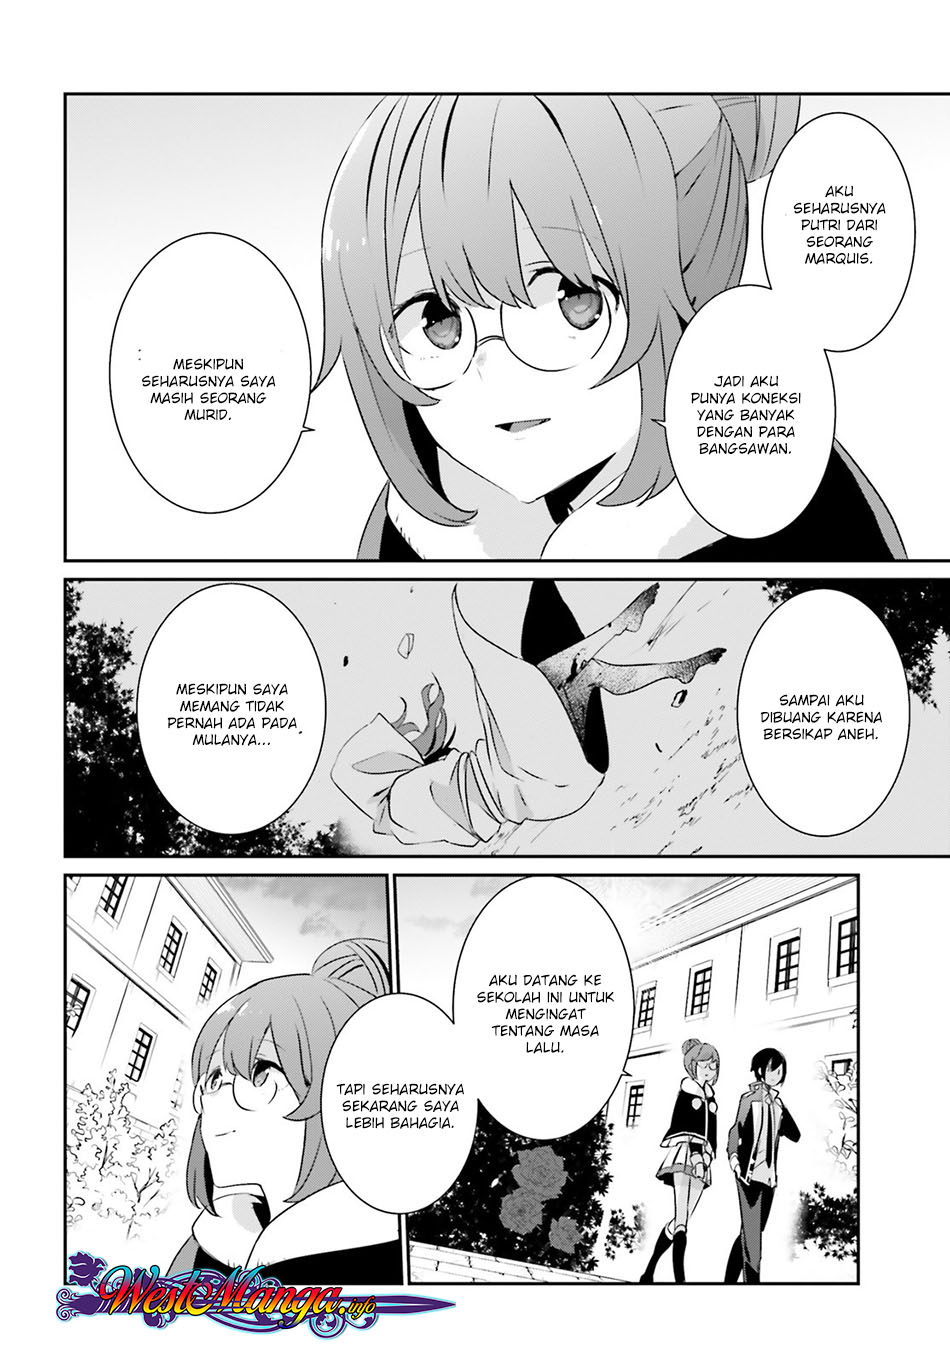 AKU
SEHARUSNYA
PUTRI DARI
SEORANG
MARQUIS.
JADI AKU
PUNYA KONEKSI
YANG BANYAK
DENGAN PARA
BANGSAWAN.
MESKIPUN
SEHARUSNYA SAYA
MASIH SEORANG
MURID.
SAMPAI AKU
DIBUANG KARENA
BERSIKAP ANEH.
MESKIPUN SAYA
MEMANG TIDAK
PERNAH ADA PADA
MULANYA...
AKU DATANG KE
SEKOLAH INI UNTUK
MENGINGAT
TENTANG MASA
LALU.
TAPI SEHARUSNYA
SEKARANG SAYA
LEBIH BAHAGIA.
WestManga.info